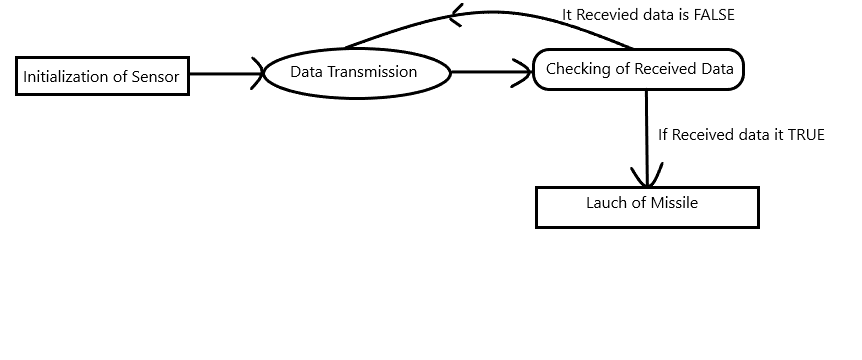 It Recevied data is FALSE
Initialization of Sensor
Data Transmission
Checking of Received Data
If Received data it TRUE
Lauch of Missile